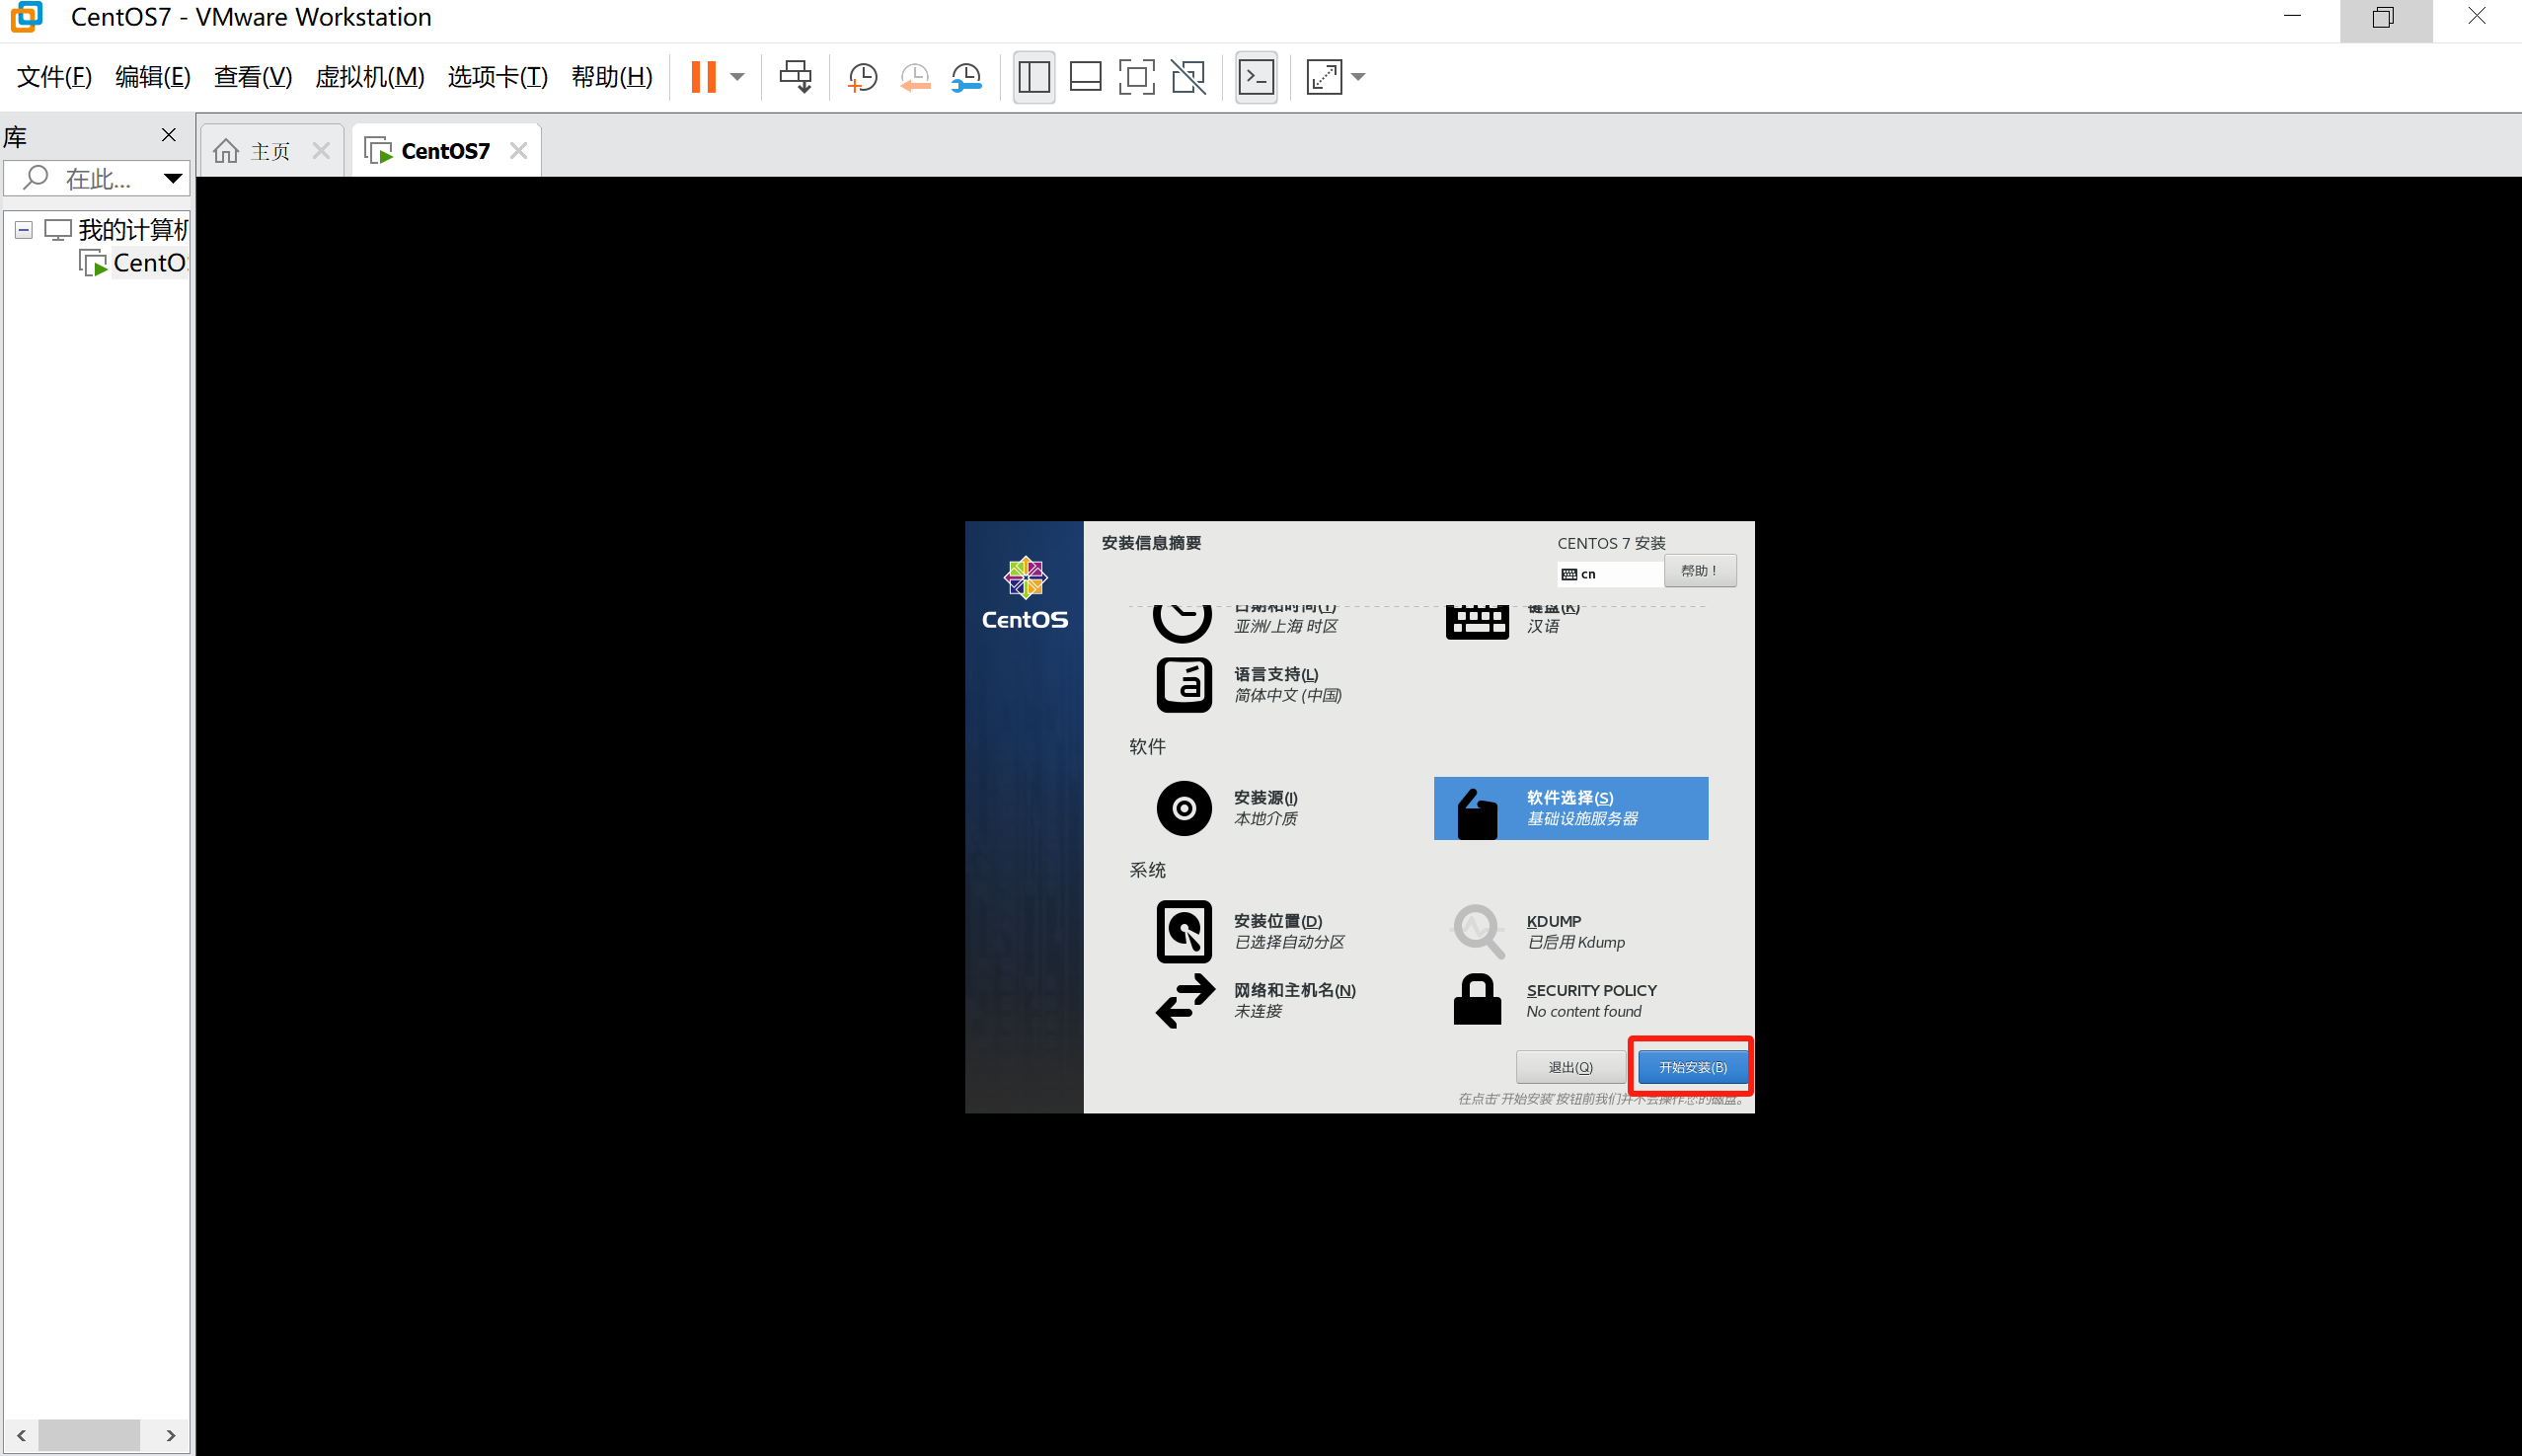 CentOS7 - VMware Workstation
文件(F) 编辑(E) 查看(V) 虚拟机(M) 选项卡(T) 帮助(H)
库
主页
CentOS7
在此...
我的计算机
CentOS
安装信息摘要
CENTOS 7 安装
cn
帮助！
CentOS
日期和时间(T)
亚洲/上海 时区
键盘(K)
汉语
语言支持(L)
简体中文 (中国)
软件
安装源(I)
本地介质
软件选择(S)
基础设施服务器
系统
安装位置(D)
已选择自动分区
KDUMP
已启用 Kdump
网络和主机名(N)
未连接
SECURITY POLICY
No content found
退出(Q)
开始安装(B)
在点击"开始安装"按钮前我们并不会操作您的磁盘。